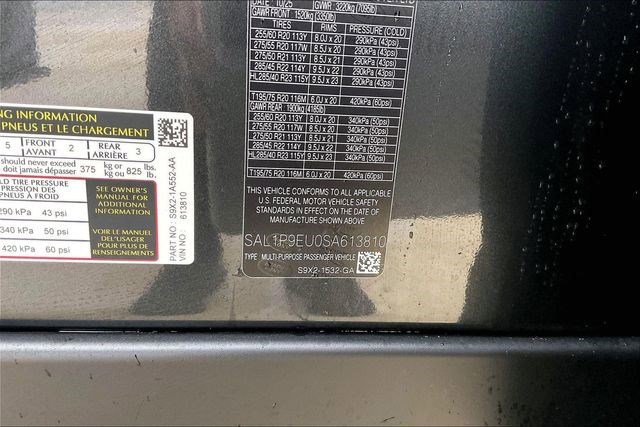 NG INFORMATION
PNEUS ET LE CHARGEMENT
5 FRONT AVANT 2 REAR ARRIÈRE 3
should never exceed 375 kg or 825 lbs.
doit jamais dépasser kg ou lb.
LD TIRE PRESSURE
PRESSION DES
PNEUS À FROID
290 kPa 43 psi
340 kPa 50 psi
420 kPa 60 psi
SEE OWNER'S
MANUAL FOR
ADDITIONAL
INFORMATION
VOIR LE MANUEL
DE L'USAGER
POUR PLUS DE
RENSEIGNEMENTS
PART NO. S9X2-1A552-AA
VIN NO. 613810
DATE 10/25 GVWR 3220kg (7095lb)
GAWR FRONT 1520kg (3350lb)
TIRES RIMS PRESSURE (COLD)
255/60 R20 113Y 8.0J x 20 290kPa (43psi)
275/55 R20 117W 8.5J x 20 290kPa (43psi)
275/50 R21 113Y 8.5J x 21 290kPa (43psi)
285/45 R22 114Y 9.5J x 22 290kPa (43psi)
HL285/40 R23 115Y 9.5J x 23 290kPa (43psi)
T195/75 R20 116M 6.0J x 20 420kPa (60psi)
GAWR REAR 1900kg (4185lb)
255/60 R20 113Y 8.0J x 20 340kPa (50psi)
275/55 R20 117W 8.5J x 20 340kPa (50psi)
275/50 R21 113Y 8.5J x 21 340kPa (50psi)
285/45 R22 114Y 9.5J x 22 340kPa (50psi)
HL285/40 R23 115Y 9.5J x 23 340kPa (50psi)
T195/75 R20 116M 6.0J x 20 420kPa (60psi)
THIS VEHICLE CONFORMS TO ALL APPLICABLE
U.S. FEDERAL MOTOR VEHICLE SAFETY
STANDARDS IN EFFECT ON THE DATE OF
MANUFACTURE SHOWN ABOVE
SAL1P9EU0SA613810
TYPE MULTI-PURPOSE PASSENGER VEHICLE
S9X2-1532-GA